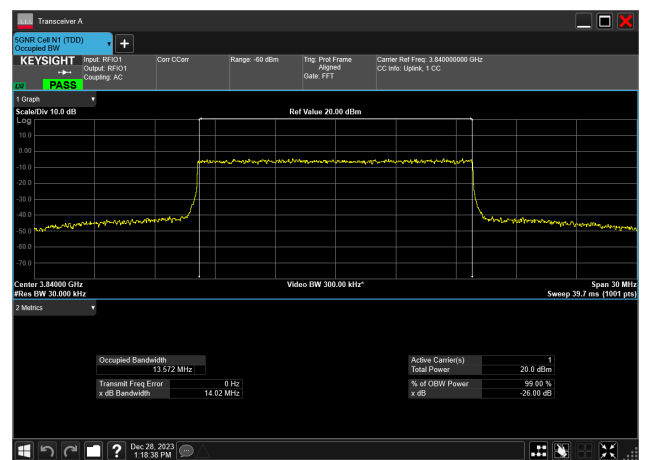 Transceiver A
5GNR Cell N1 (TDD)
Occupied BW
KEYSIGHT
LV PASS
Input: RFIO1
Output: RFIO1
Coupling: AC
Corr CCorr
Range: -60 dBm
Trig: Prot Frame
Aligned
Gate: FFT
Carrier Ref Freq: 3.840000000 GHz
CC Info: Uplink, 1 CC
1 Graph
Scale/Div 10.0 dB
Ref Value 20.00 dBm
Log
10.0
0.00
-10.0
-20.0
-30.0
-40.0
-50.0
-60.0
-70.0
Center 3.84000 GHz
Video BW 300.00 kHz*
Span 30 MHz
#Res BW 30.000 kHz
Sweep 39.7 ms (1001 pts)
2 Metrics
Occupied Bandwidth
13.572 MHz
Transmit Freq Error 0 Hz
x dB Bandwidth 14.02 MHz
Active Carrier(s) 1
Total Power 20.0 dBm
% of OBW Power 99.00 %
x dB -26.00 dB
Dec 28, 2023
1:18:38 PM